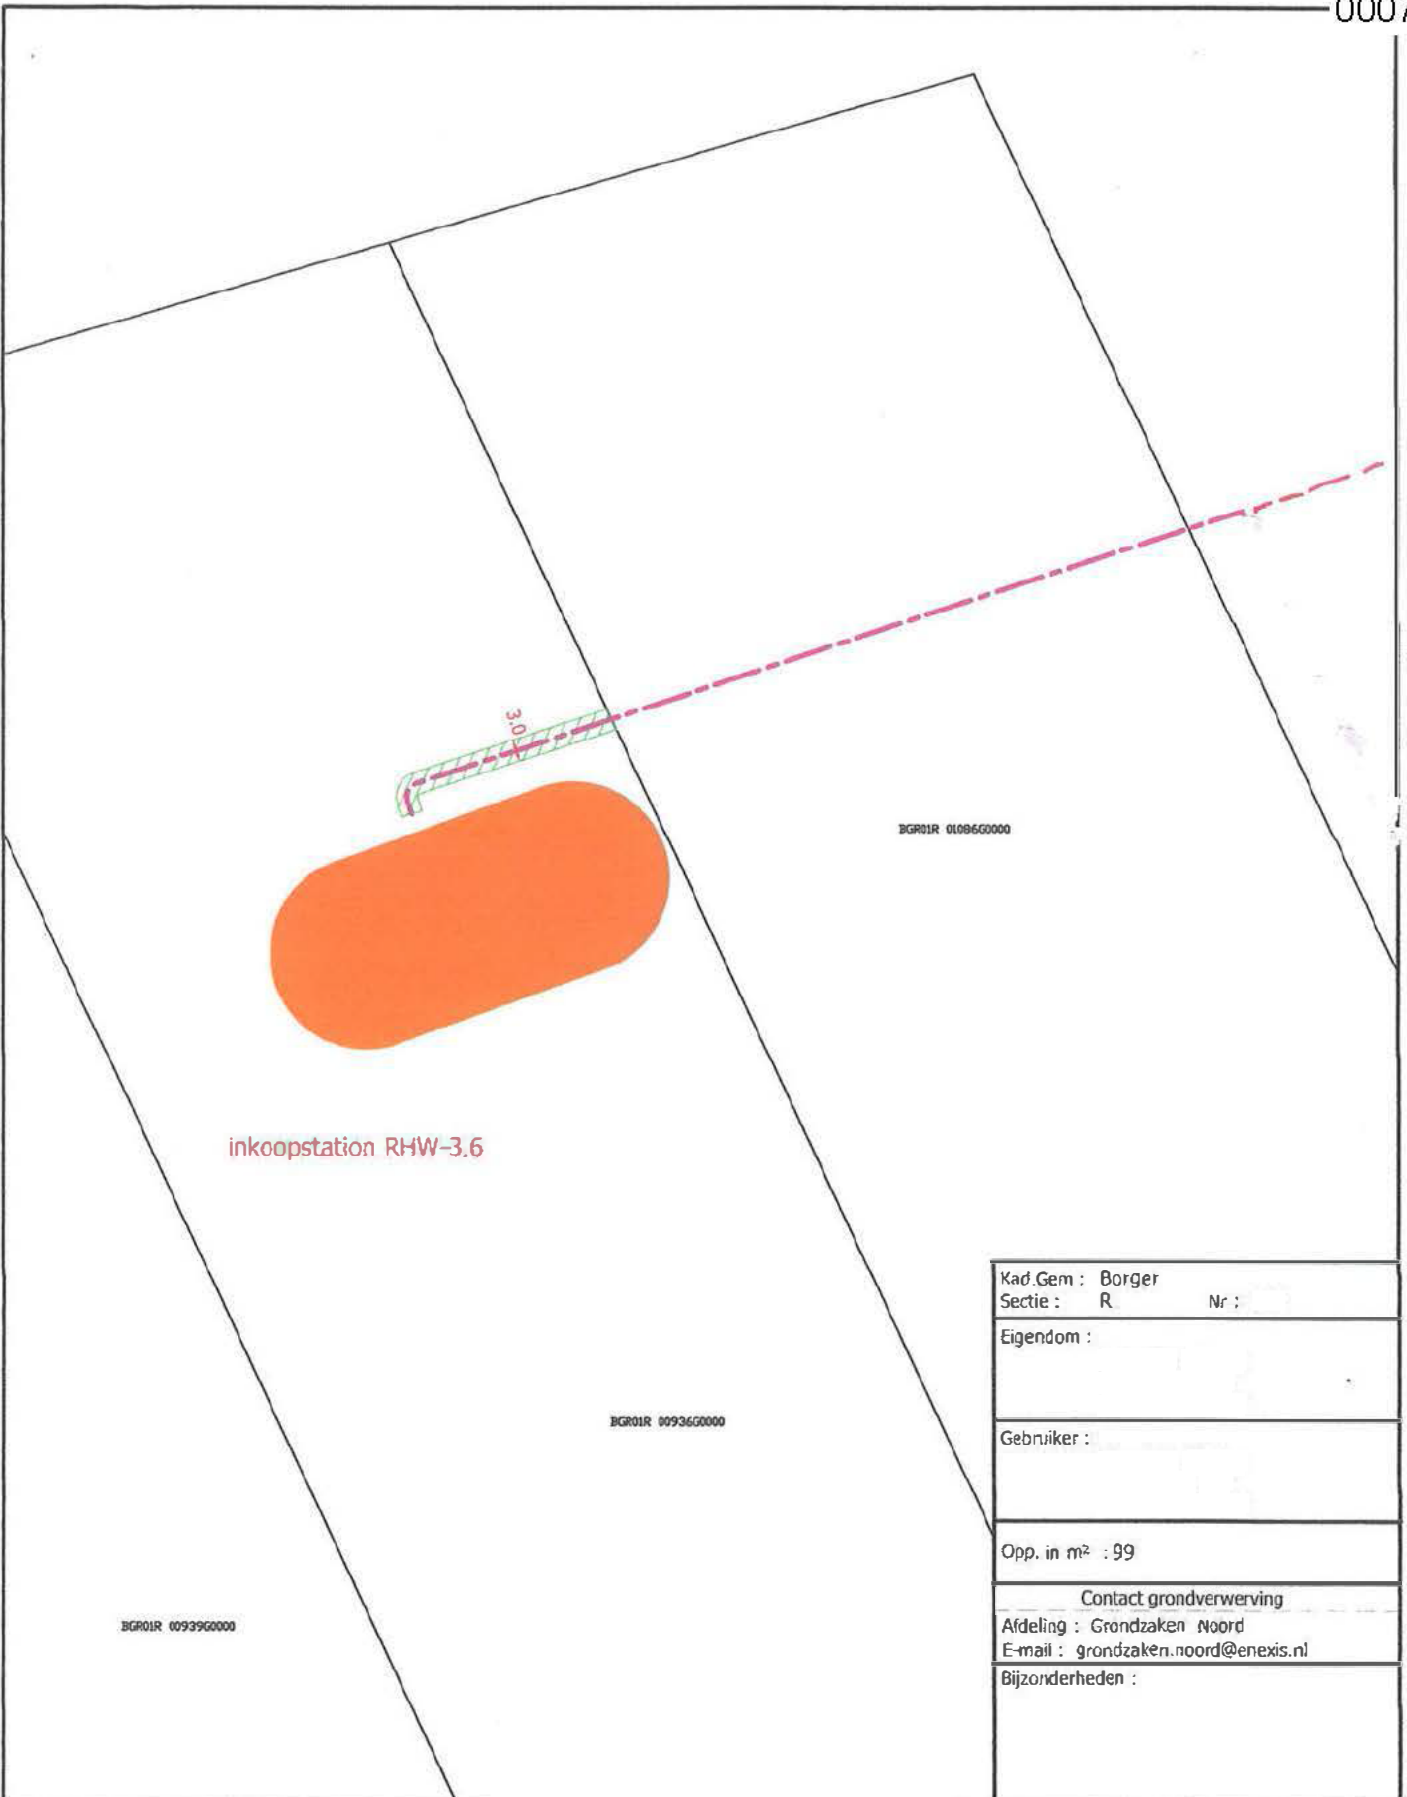 0007
3.0
BGR01R 01086G0000
inkoopstation RHW-3.6
BGR01R 00936G0000
BGR01R 00939G0000
Kad.Gem : Borger
Sectie : R Nr :
Eigendom :
Gebruiker :
Opp. in m² : 99
Contact grondverwerving
Afdeling : Grondzaken Noord
E-mail : grondzaken.noord@enexis.nl
Bijzonderheden :